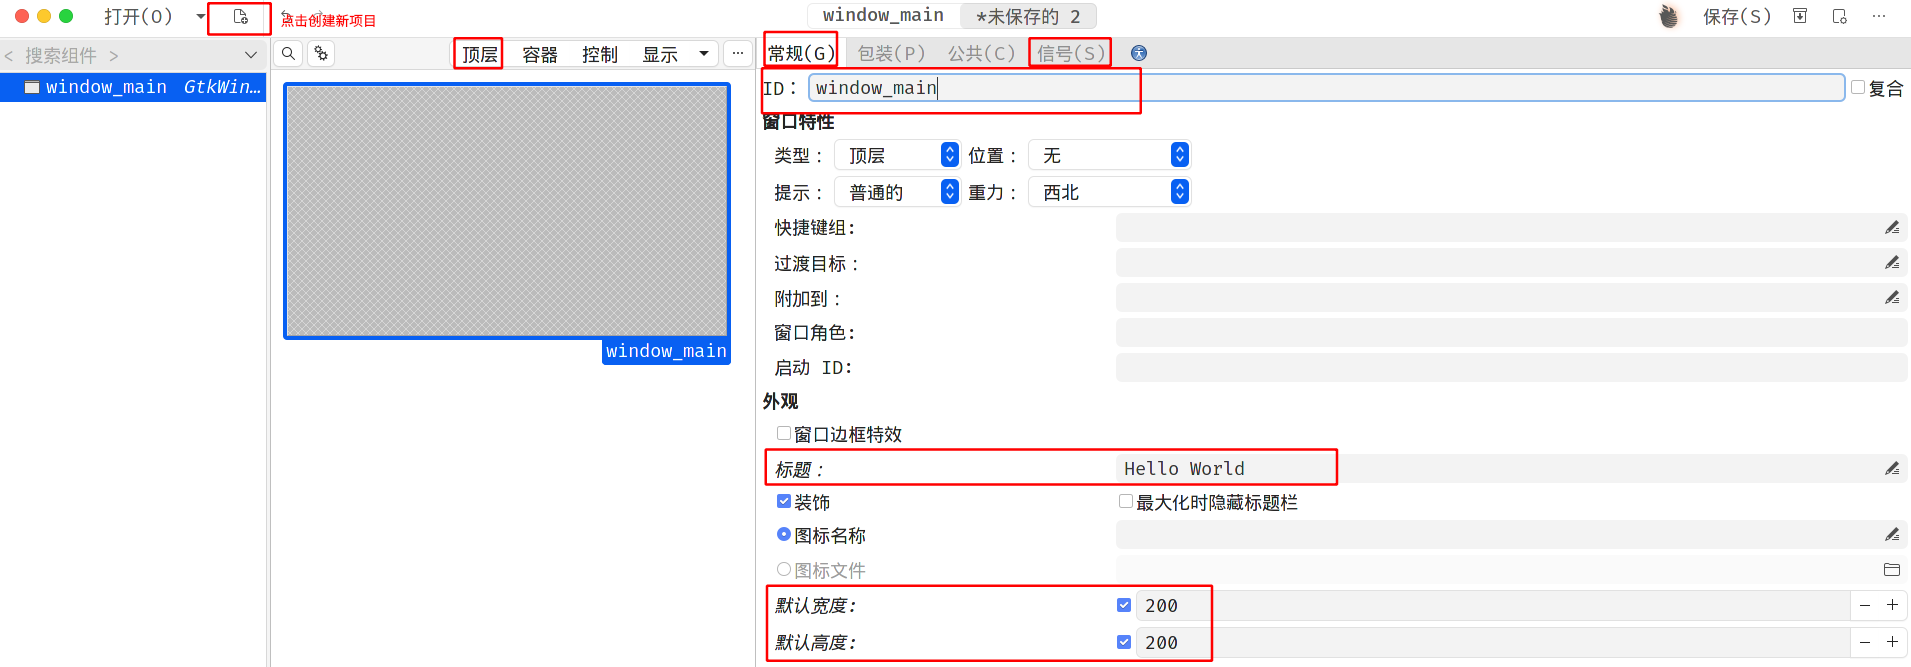 打开(O) 点击创建新项目 window_main *未保存的 2 保存(S) ···
< 搜索组件 > 顶层 容器 控制 显示 ··· 常规(G) 包装(P) 公共(C) 信号(S)
window_main GtkWin…
ID： window_main 复合
窗口特性
类型： 顶层 位置： 无
提示： 普通的 重力： 西北
快捷键组:
过渡目标：
附加到：
窗口角色:
window_main
启动 ID:
外观
窗口边框特效
标题： Hello World
装饰 最大化时隐藏标题栏
图标名称
图标文件
默认宽度: 200 − +
默认高度: 200 − +